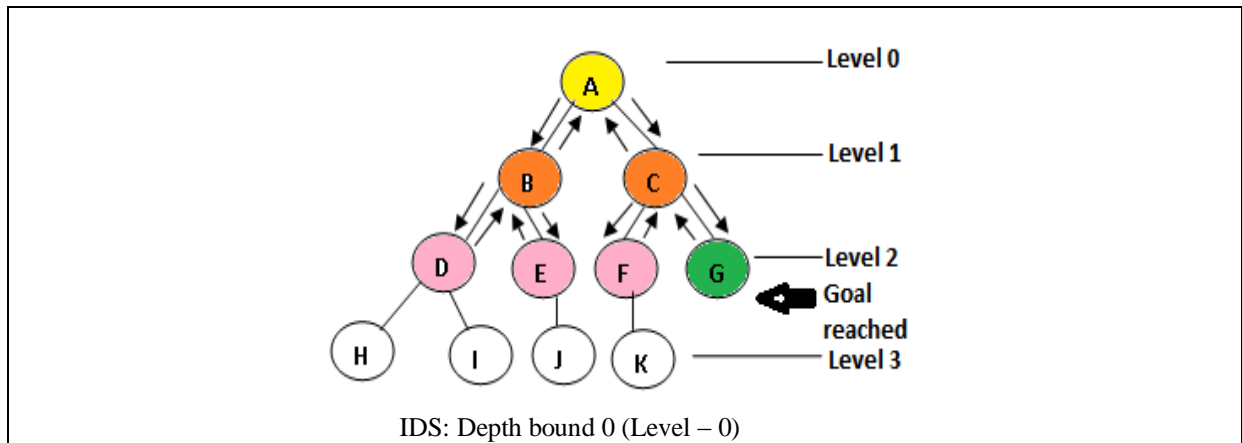 Level 0
A
Level 1
B
C
Level 2
D
E
F
G
Goal
reached
H
I
J
K
Level 3
IDS: Depth bound 0 (Level – 0)